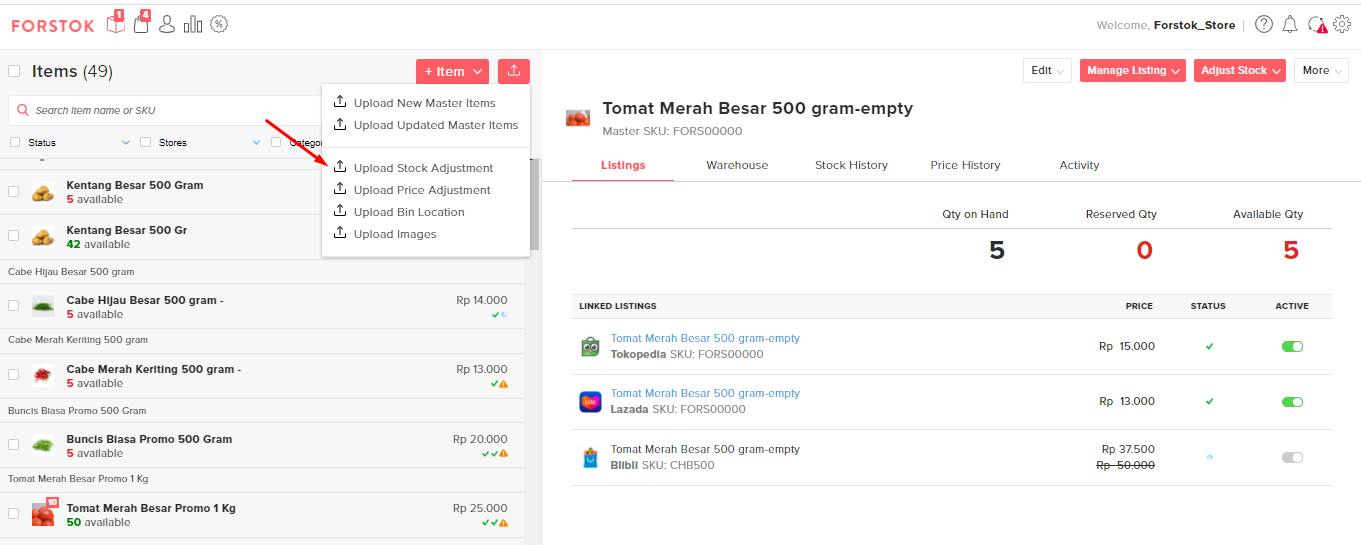 FORSTOK
1
4
Welcome, Forstok_Store
Items (49)
+ Item
Search item name or SKU
Status
Stores
Upload New Master Items
Upload Updated Master Items
Upload Stock Adjustment
Upload Price Adjustment
Upload Bin Location
Upload Images
Kentang Besar 500 Gram
5 available
Kentang Besar 500 Gr
42 available
Cabe Hijau Besar 500 gram
Cabe Hijau Besar 500 gram -
Rp 14.000
5 available
Cabe Merah Keriting 500 gram
Cabe Merah Keriting 500 gram -
Rp 13.000
5 available
Buncis Biasa Promo 500 Gram
Buncis Biasa Promo 500 Gram
Rp 20.000
5 available
Tomat Merah Besar Promo 1 Kg
10
Tomat Merah Besar Promo 1 Kg
Rp 25.000
50 available
Edit
Manage Listing
Adjust Stock
More
Tomat Merah Besar 500 gram-empty
Master SKU: FORS00000
Listings
Warehouse
Stock History
Price History
Activity
Qty on Hand
Reserved Qty
Available Qty
5
0
5
LINKED LISTINGS
PRICE
STATUS
ACTIVE
Tomat Merah Besar 500 gram-empty
Tokopedia SKU: FORS00000
Rp 15.000
Tomat Merah Besar 500 gram-empty
Lazada SKU: FORS00000
Rp 13.000
Tomat Merah Besar 500 gram-empty
Blibli SKU: CHB500
Rp 37.500
Rp 50.000